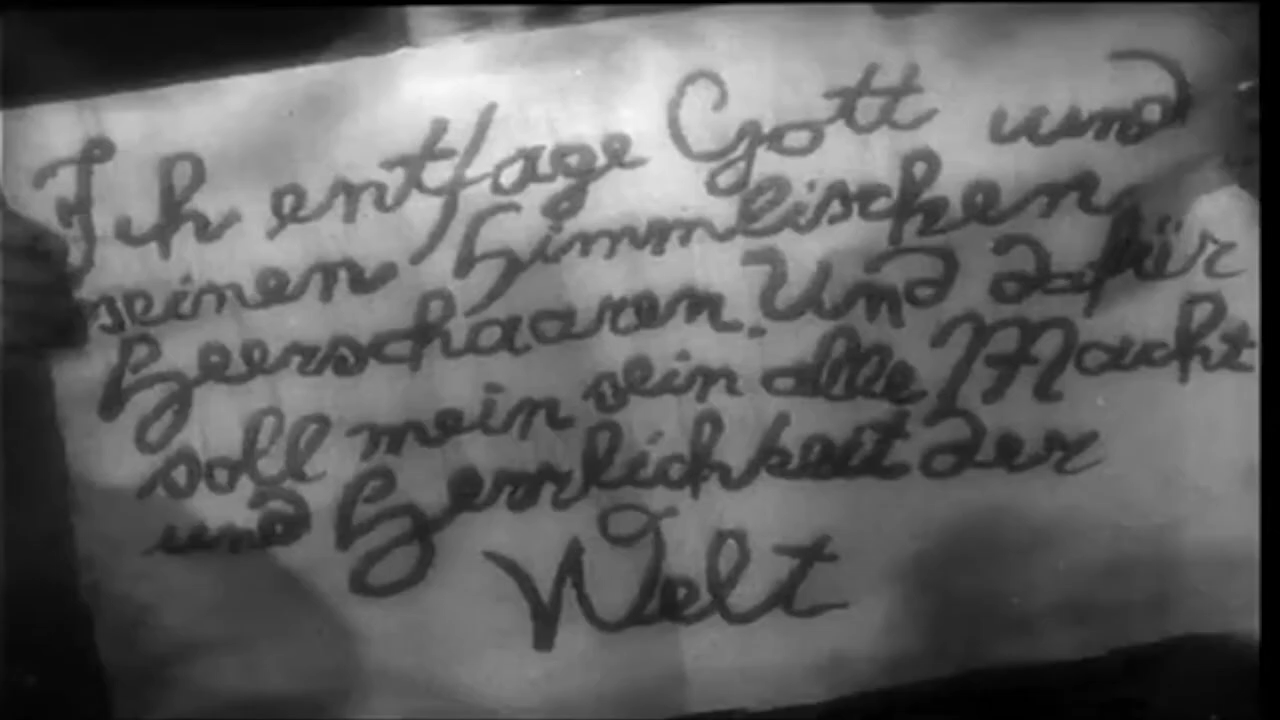 Ich entsage Gott und
seinen himmlischen
Heerschaaren. Und dafür
soll mein sein alle Macht
und Herrlichkeit der
Welt